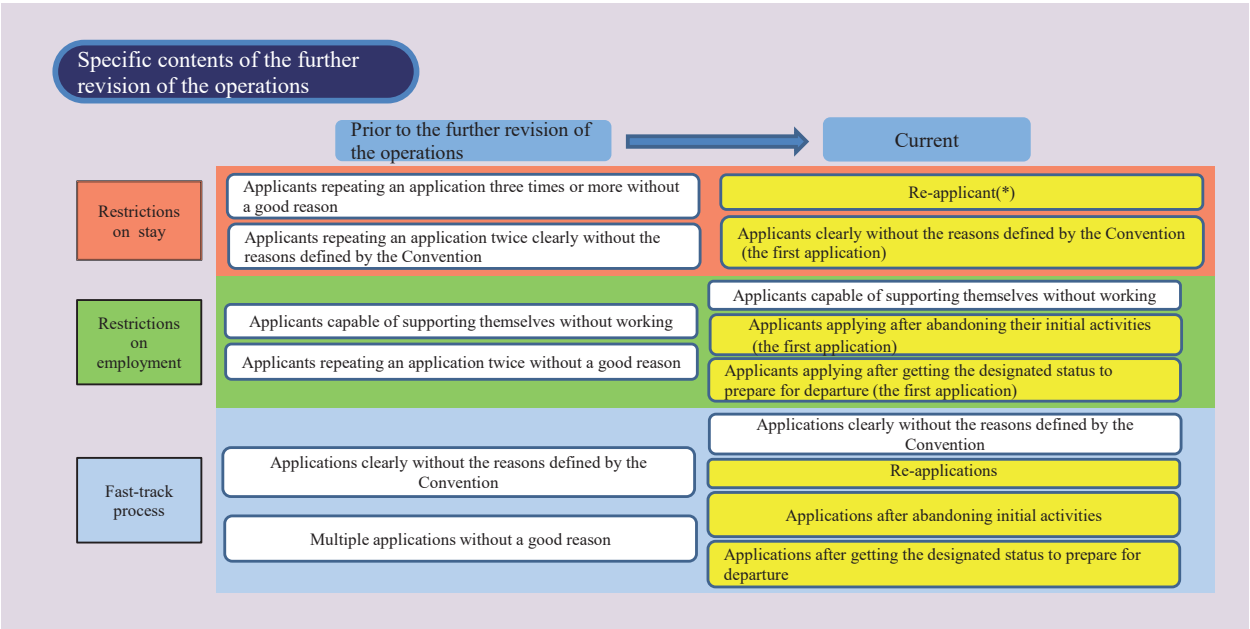 Specific contents of the further
revision of the operations
Prior to the further revision of
the operations
Current
Restrictions
on stay
Applicants repeating an application three times or more without
a good reason
Applicants repeating an application twice clearly without the
reasons defined by the Convention
Re-applicant(*)
Applicants clearly without the reasons defined by the Convention
(the first application)
Restrictions
on
employment
Applicants capable of supporting themselves without working
Applicants repeating an application twice without a good reason
Applicants capable of supporting themselves without working
Applicants applying after abandoning their initial activities
(the first application)
Applicants applying after getting the designated status to
prepare for departure (the first application)
Fast-track
process
Applications clearly without the reasons defined by the
Convention
Multiple applications without a good reason
Applications clearly without the reasons defined by the
Convention
Re-applications
Applications after abandoning initial activities
Applications after getting the designated status to prepare for
departure